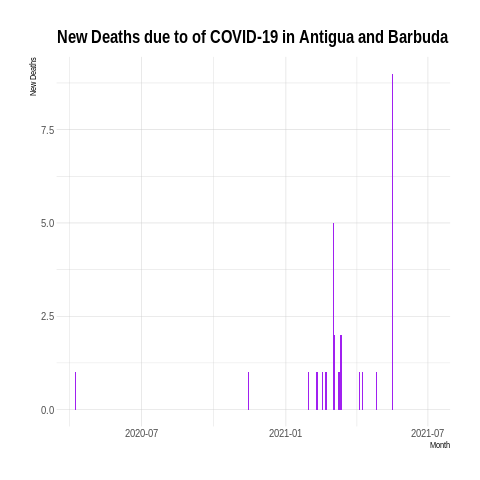 New Deaths due to of COVID-19 in Antigua and Barbuda
New Deaths
7.5
5.0
2.5
0.0
2020-07 2021-01 2021-07
Month